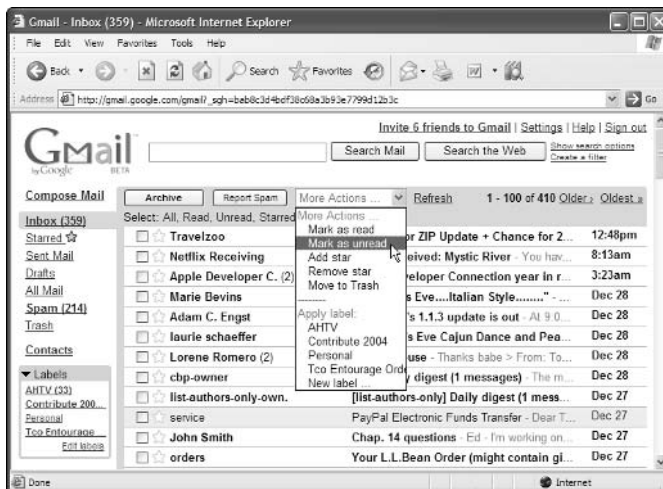 Gmail - Inbox (359) - Microsoft Internet Explorer
File Edit View Favorites Tools Help
Back Search Favorites
Address http://gmail.google.com/gmail?_sgh=bab8c3d4bdf38c68a3b93e7799d12b3c Go
Invite 6 friends to Gmail | Settings | Help | Sign out
Gmail by Google BETA
Search Mail Search the Web Show search options
Create a filter
Compose Mail
Archive Report Spam More Actions ... Refresh 1 - 100 of 410 Older › Oldest »
Select: All, Read, Unread, Starred
Inbox (359)
Starred
Sent Mail
Drafts
All Mail
Spam (214)
Trash
Contacts
Labels
AHTV (33)
Contribute 200...
Personal
Tco Entourage
Edit labels
More Actions ...
Mark as read
Mark as unread
Add star
Remove star
Move to Trash
--------
Apply label:
AHTV
Contribute 2004
Personal
Tco Entourage Orde
New label ...
Travelzoo or ZIP Update + Chance for 2... 12:48pm
Netflix Receiving eived: Mystic River - You hav... 8:13am
Apple Developer C. (2) eloper Connection year in r... 3:23am
Marie Bevins s Eve....Italian Style........" - ... Dec 28
Adam C. Engst 's 1.1.3 update is out - At 9:0... Dec 28
laurie schaeffer s Eve Cajun Dance and Pea... Dec 28
Lorene Romero (2) use - Thanks babe > From: To... Dec 28
cbp-owner y digest (1 messages) - The m... Dec 28
list-authors-only-own. [list-authors-only] Daily digest (1 mess... Dec 27
service PayPal Electronic Funds Transfer - Dear T... Dec 27
John Smith Chap. 14 questions - Ed - I'm working on... Dec 27
orders Your L.L.Bean Order (might contain gi... Dec 27
Done Internet